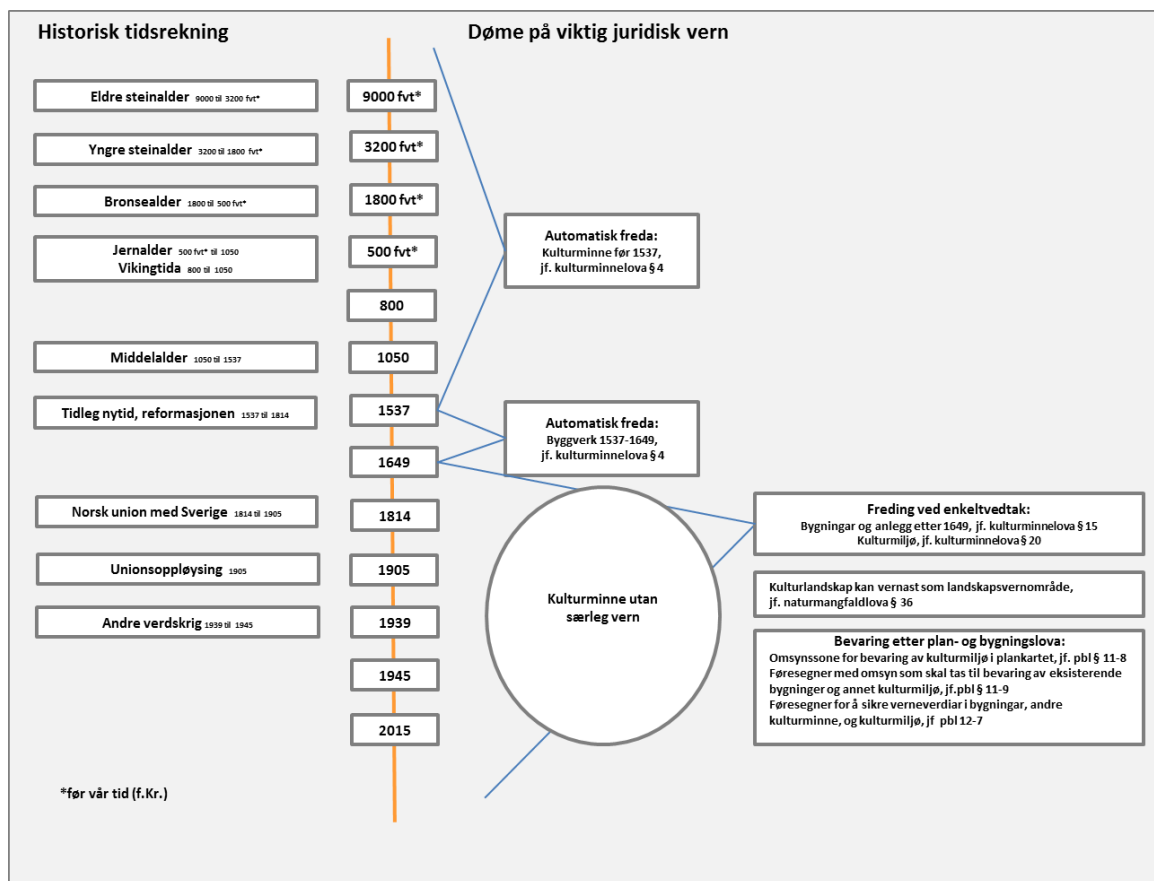 Historisk tidsrekning
Døme på viktig juridisk vern
Eldre steinalder 9000 til 3200 fvt*
9000 fvt*
Yngre steinalder 3200 til 1800 fvt*
3200 fvt*
Bronsealder 1800 til 500 fvt*
1800 fvt*
Jernalder 500 fvt* til 1050
Vikingtida 800 til 1050
500 fvt*
Automatisk freda:
Kulturminne før 1537,
jf. kulturminnelova § 4
800
Middelalder 1050 til 1537
1050
Tidleg nytid, reformasjonen 1537 til 1814
1537
Automatisk freda:
Byggverk 1537-1649,
jf. kulturminnelova § 4
1649
Norsk union med Sverige 1814 til 1905
1814
Freding ved enkeltvedtak:
Bygningar og anlegg etter 1649, jf. kulturminnelova § 15
Kulturmiljø, jf. kulturminnelova § 20
Unionsoppløysing 1905
1905
Kulturminne utan
særleg vern
Kulturlandskap kan vernast som landskapsvernområde,
jf. naturmangfaldlova § 36
Andre verdskrig 1939 til 1945
1939
Bevaring etter plan- og bygningslova:
Omsynssone for bevaring av kulturmiljø i plankartet, jf. pbl § 11-8
Føresegner med omsyn som skal tas til bevaring av eksisterende
bygninger og annet kulturmiljø, jf.pbl § 11-9
Føresegner for å sikre verneverdiar i bygningar, andre
kulturminne, og kulturmiljø, jf pbl 12-7
1945
2015
*før vår tid (f.Kr.)